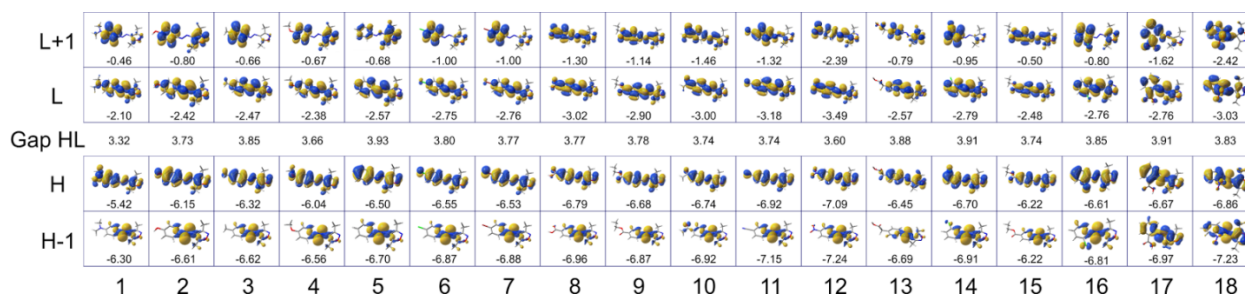 L+1 -0.46 -0.80 -0.66 -0.67 -0.68 -1.00 -1.00 -1.30 -1.14 -1.46 -1.32 -2.39 -0.79 -0.95 -0.50 -0.80 -1.62 -2.42
L -2.10 -2.42 -2.47 -2.38 -2.57 -2.75 -2.76 -3.02 -2.90 -3.00 -3.18 -3.49 -2.57 -2.79 -2.48 -2.76 -2.76 -3.03
Gap HL 3.32 3.73 3.85 3.66 3.93 3.80 3.77 3.77 3.78 3.74 3.74 3.60 3.88 3.91 3.74 3.85 3.91 3.83
H -5.42 -6.15 -6.32 -6.04 -6.50 -6.55 -6.53 -6.79 -6.68 -6.74 -6.92 -7.09 -6.45 -6.70 -6.22 -6.61 -6.67 -6.86
H-1 -6.30 -6.61 -6.62 -6.56 -6.70 -6.87 -6.88 -6.96 -6.87 -6.92 -7.15 -7.24 -6.69 -6.91 -6.22 -6.81 -6.97 -7.23
1 2 3 4 5 6 7 8 9 10 11 12 13 14 15 16 17 18